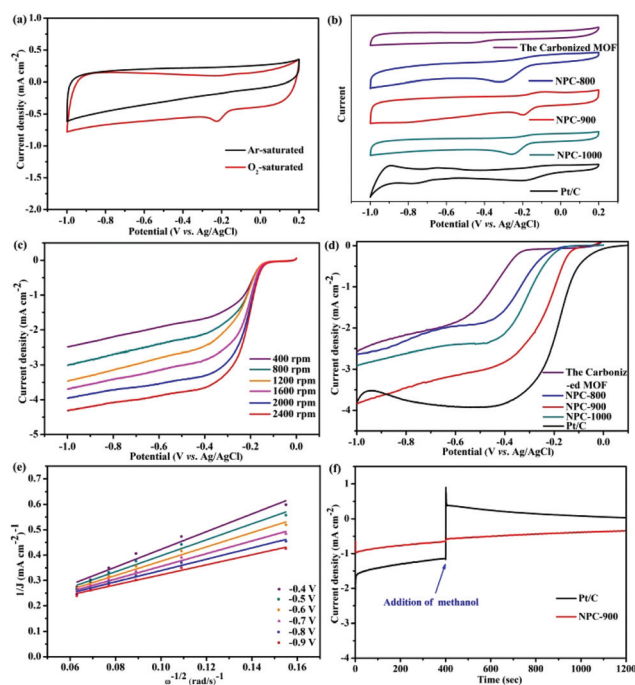 (a)
Current density (mA cm⁻²)
1.0
0.5
0.0
-0.5
-1.0
-1.5
-2.0
Ar-saturated
O₂-saturated
-1.0 -0.8 -0.6 -0.4 -0.2 0.0 0.2
Potential (V vs. Ag/AgCl)
(b)
Current
The Carbonized MOF
NPC-800
NPC-900
NPC-1000
Pt/C
-1.0 -0.8 -0.6 -0.4 -0.2 0.0 0.2
Potential (V vs. Ag/AgCl)
(c)
Current density (mA cm⁻²)
0
-1
-2
-3
-4
-5
400 rpm
800 rpm
1200 rpm
1600 rpm
2000 rpm
2400 rpm
-1.0 -0.8 -0.6 -0.4 -0.2 0.0
Potential (V vs. Ag/AgCl)
(d)
Current density (mA cm⁻²)
0
-1
-2
-3
-4
The Carboniz
-ed MOF
NPC-800
NPC-900
NPC-1000
Pt/C
-1.0 -0.8 -0.6 -0.4 -0.2 0.0
Potential (V vs. Ag/AgCl)
(e)
1/J (mA cm⁻²)⁻¹
0.7
0.6
0.5
0.4
0.3
0.2
0.1
0.0
-0.4 V
-0.5 V
-0.6 V
-0.7 V
-0.8 V
-0.9 V
0.06 0.08 0.10 0.12 0.14 0.16
ω⁻¹/² (rad/s)⁻¹
(f)
Current density (mA cm⁻²)
2
1
0
-1
-2
-3
-4
Addition of methanol
Pt/C
NPC-900
0 200 400 600 800 1000 1200
Time (sec)